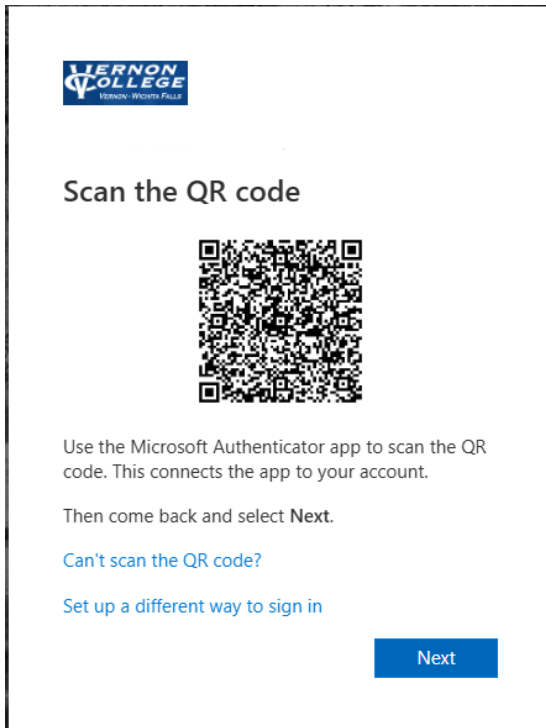 VERNON
COLLEGE
VERNON - WICHITA FALLS
Scan the QR code
Use the Microsoft Authenticator app to scan the QR
code. This connects the app to your account.
Then come back and select Next.
Can't scan the QR code?
Set up a different way to sign in
Next